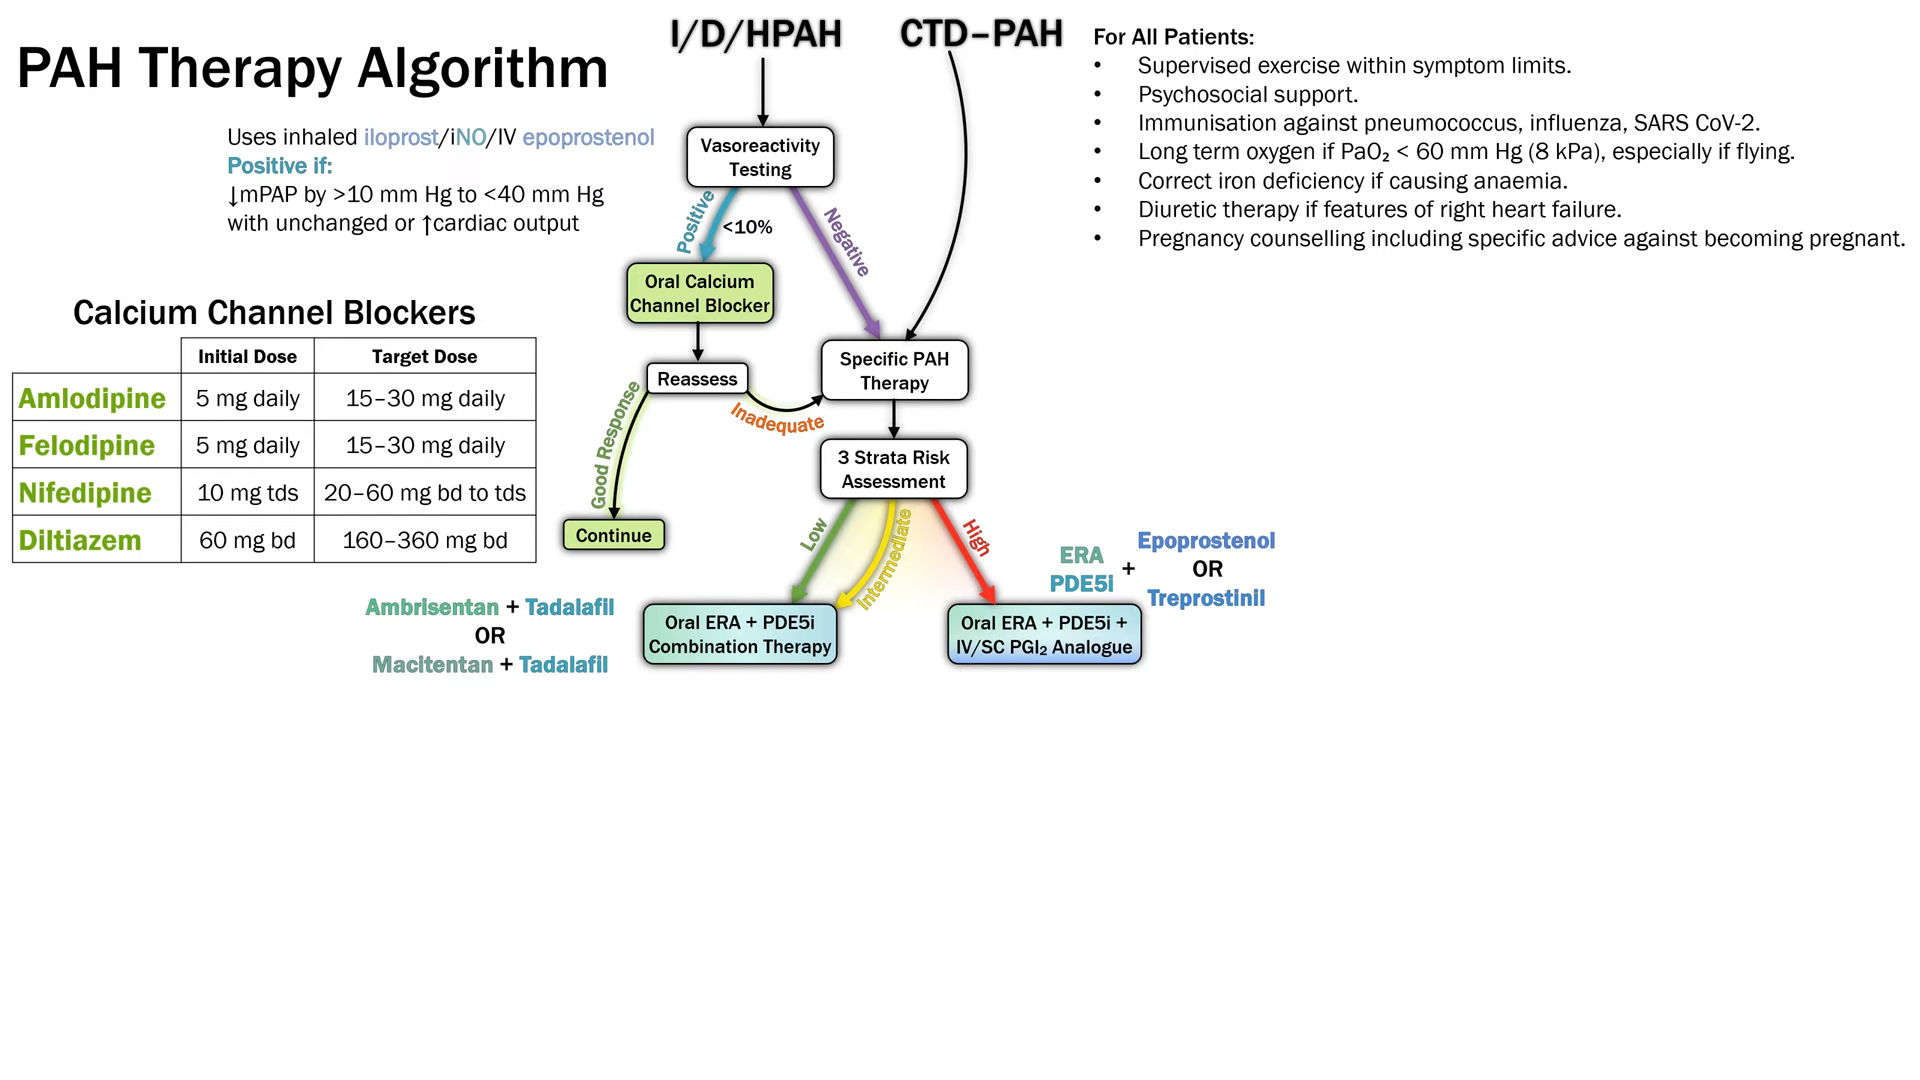 PAH Therapy Algorithm
I/D/HPAH
CTD–PAH
Uses inhaled iloprost/iNO/IV epoprostenol
Positive if:
↓mPAP by >10 mm Hg to <40 mm Hg
with unchanged or ↑cardiac output
Vasoreactivity
Testing
Positive
<10%
Negative
Oral Calcium
Channel Blocker
Reassess
Good Response
Inadequate
Continue
Specific PAH
Therapy
3 Strata Risk
Assessment
Low
Intermediate
High
Oral ERA + PDE5i
Combination Therapy
Oral ERA + PDE5i +
IV/SC PGI₂ Analogue
Ambrisentan + Tadalafil
OR
Macitentan + Tadalafil
ERA
PDE5i
+
Epoprostenol
OR
Treprostinil
Calcium Channel Blockers
Initial Dose Target Dose
Amlodipine 5 mg daily 15–30 mg daily
Felodipine 5 mg daily 15–30 mg daily
Nifedipine 10 mg tds 20–60 mg bd to tds
Diltiazem 60 mg bd 160–360 mg bd
For All Patients:
• Supervised exercise within symptom limits.
• Psychosocial support.
• Immunisation against pneumococcus, influenza, SARS CoV-2.
• Long term oxygen if PaO₂ < 60 mm Hg (8 kPa), especially if flying.
• Correct iron deficiency if causing anaemia.
• Diuretic therapy if features of right heart failure.
• Pregnancy counselling including specific advice against becoming pregnant.